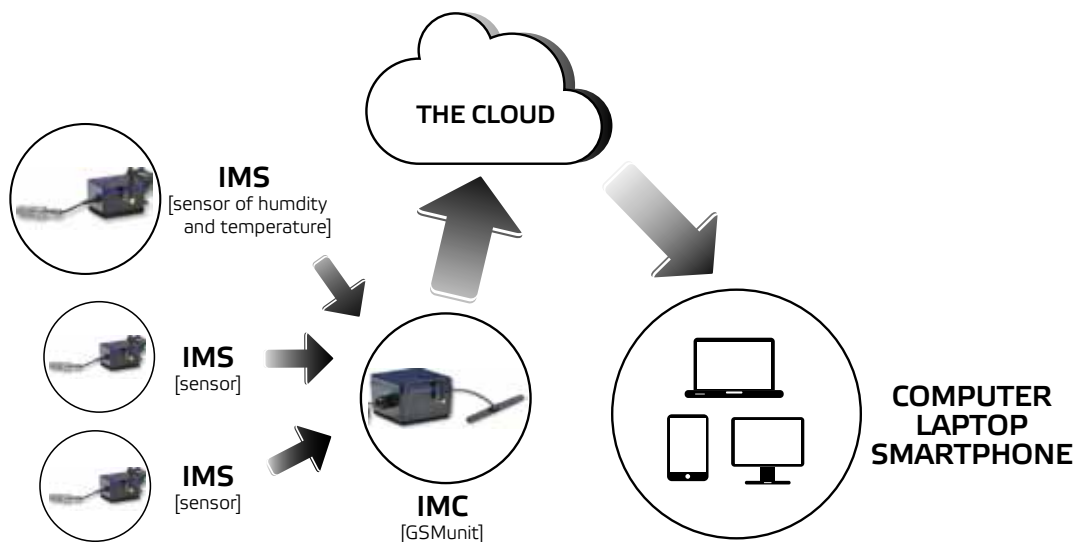 THE CLOUD
IMS
[sensor of humdity
and temperature]
IMS
[sensor]
IMS
[sensor]
IMC
[GSMunit]
COMPUTER
LAPTOP
SMARTPHONE